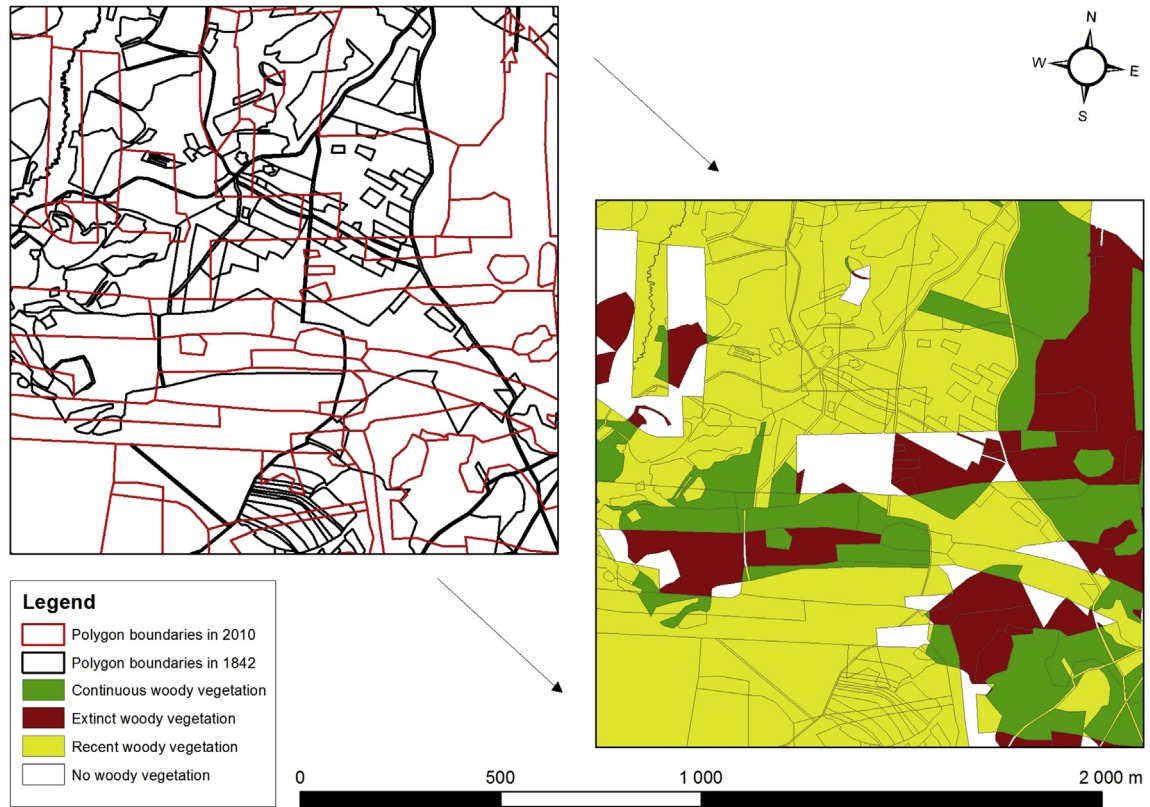 N
W E
S
Legend
Polygon boundaries in 2010
Polygon boundaries in 1842
Continuous woody vegetation
Extinct woody vegetation
Recent woody vegetation
No woody vegetation
0 500 1 000 2 000 m